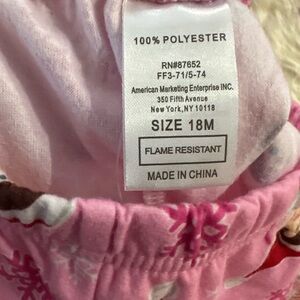 100% POLYESTER
RN#87652
FF3-71/5-74
American Marketing Enterprise INC.
350 Fifth Avenue
New York, NY 10118
SIZE 18M
FLAME RESISTANT
MADE IN CHINA